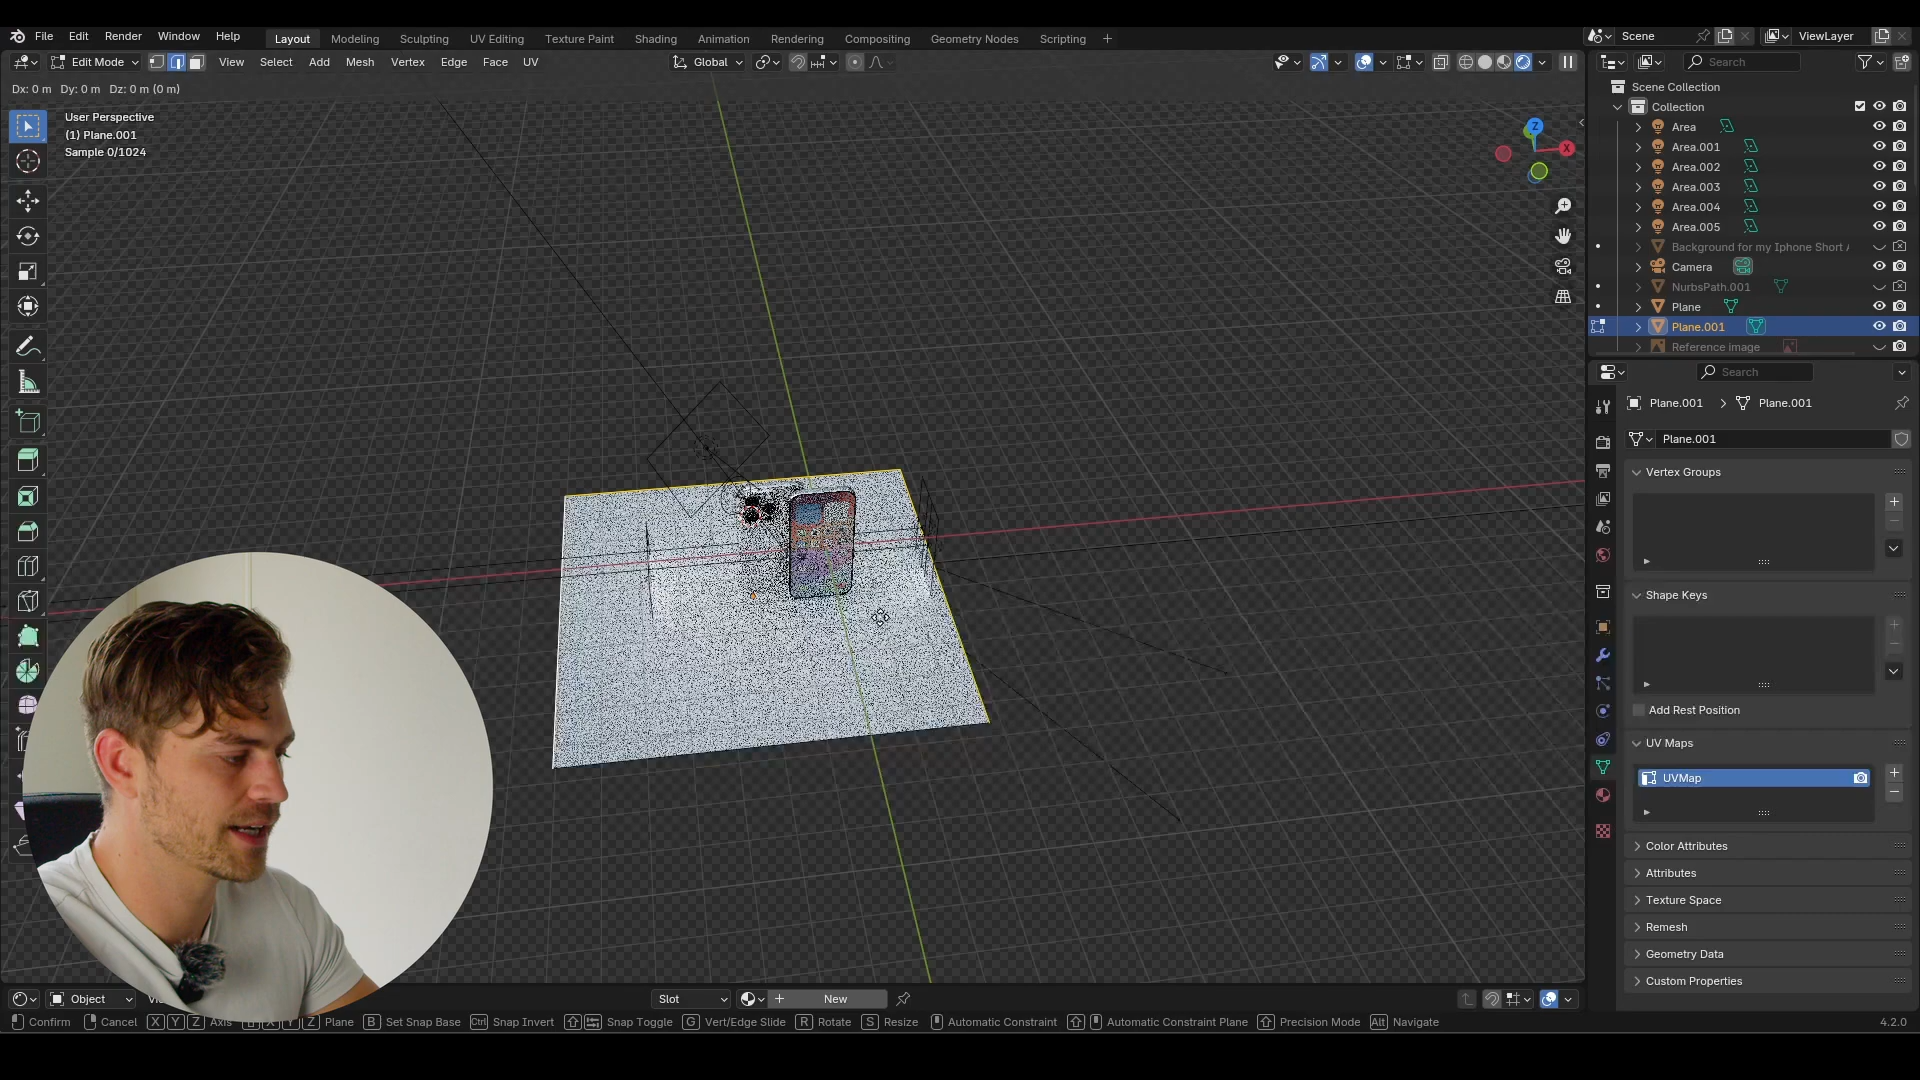 File Edit Render Window Help Layout Modeling Sculpting UV Editing Texture Paint Shading Animation Rendering Compositing Geometry Nodes Scripting + Scene ViewLayer
Edit Mode View Select Add Mesh Vertex Edge Face UV Global Search
Dx: 0 m Dy: 0 m Dz: 0 m (0 m)
User Perspective
(1) Plane.001
Sample 0/1024
Z
X
Scene Collection
Collection
Area
Area.001
Area.002
Area.003
Area.004
Area.005
Background for my Iphone Short
Camera
NurbsPath.001
Plane
Plane.001
Reference image
Search
Plane.001 Plane.001
Plane.001
Vertex Groups
Shape Keys
Add Rest Position
UV Maps
UVMap
Color Attributes
Attributes
Texture Space
Remesh
Geometry Data
Custom Properties
Object Slot New
Confirm Cancel X Y Z Axis X Y Z Plane B Set Snap Base Ctrl Snap Invert Snap Toggle G Vert/Edge Slide R Rotate S Resize Automatic Constraint Automatic Constraint Plane Precision Mode Alt Navigate 4.2.0